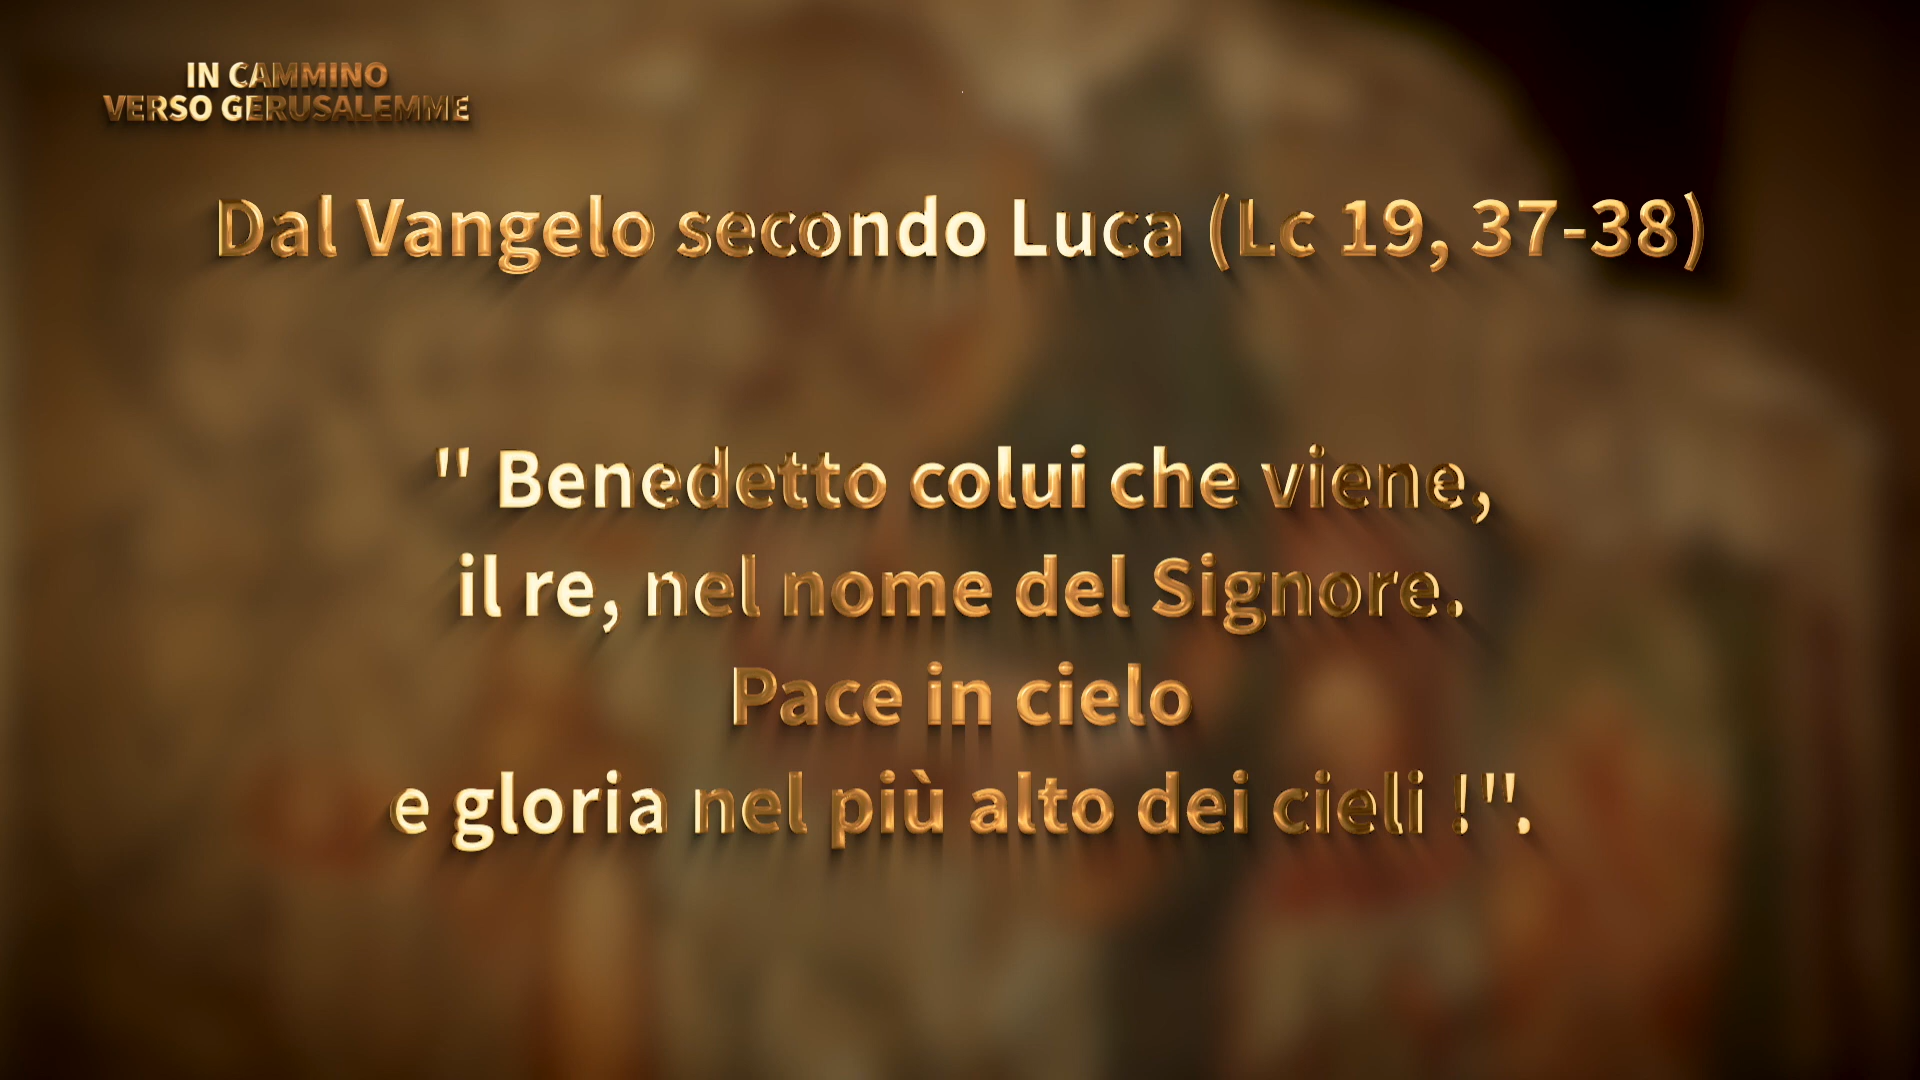 IN CAMMINO
VERSO GERUSALEMME
Dal Vangelo secondo Luca (Lc 19, 37-38)
" Benedetto colui che viene,
il re, nel nome del Signore.
Pace in cielo
e gloria nel più alto dei cieli !".